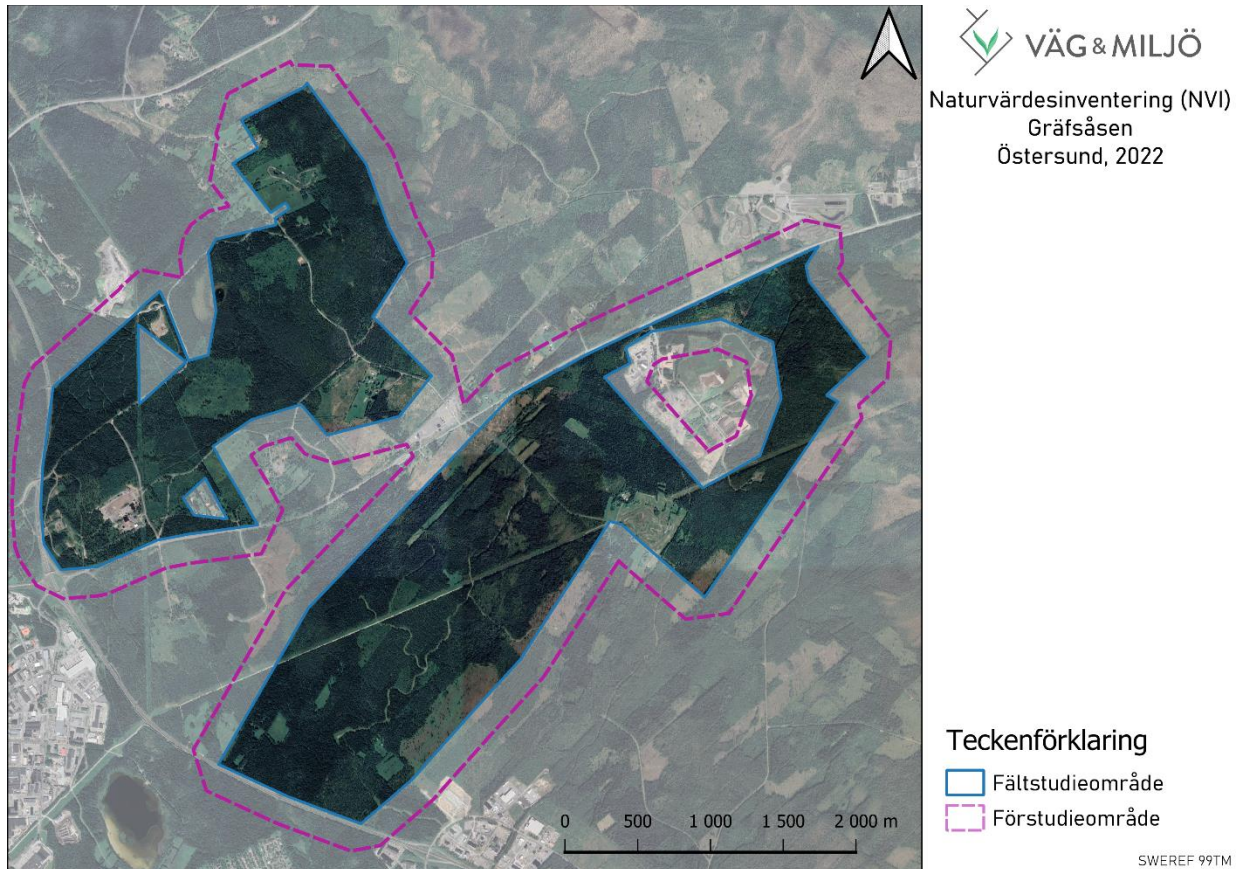 VÄG & MILJÖ
Naturvärdesinventering (NVI)
Gräfsåsen
Östersund, 2022
0 500 1 000 1 500 2 000 m
Teckenförklaring
Fältstudieområde
Förstudieområde
SWEREF 99TM